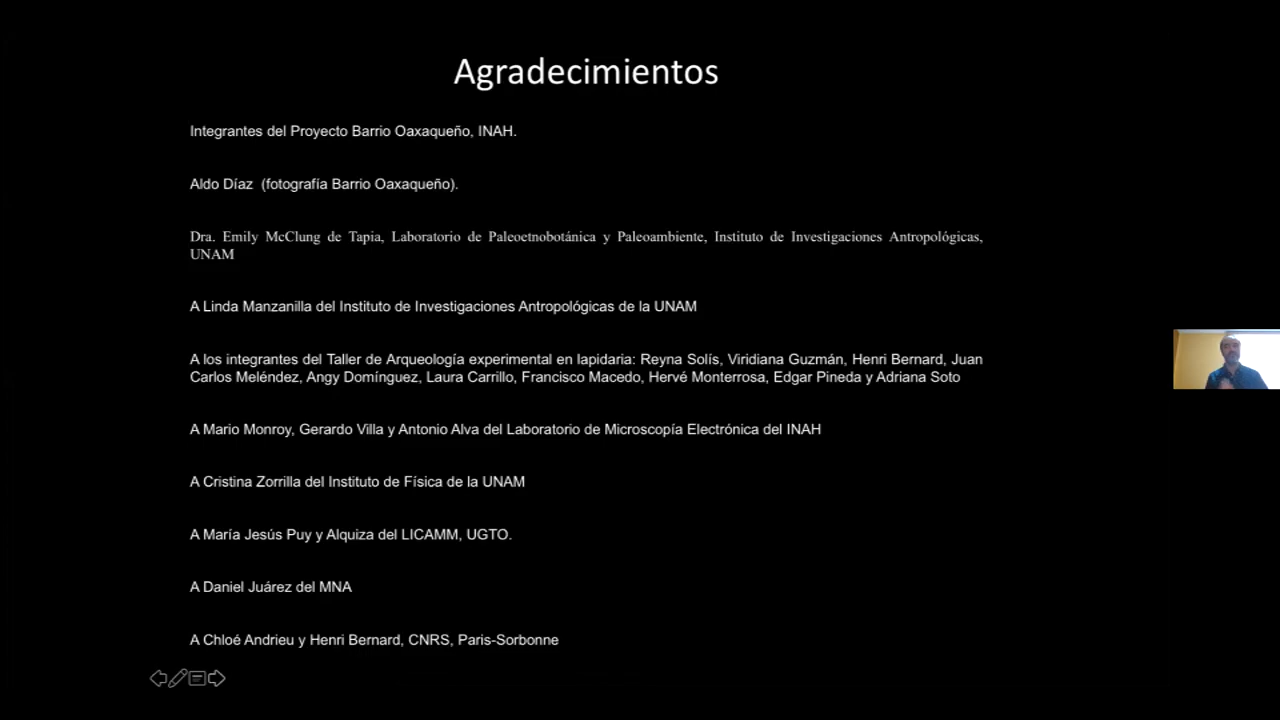 Agradecimientos
Integrantes del Proyecto Barrio Oaxaqueño, INAH.
Aldo Díaz (fotografía Barrio Oaxaqueño).
Dra. Emily McClung de Tapia, Laboratorio de Paleoetnobotánica y Paleoambiente, Instituto de Investigaciones Antropológicas,
UNAM
A Linda Manzanilla del Instituto de Investigaciones Antropológicas de la UNAM
A los integrantes del Taller de Arqueología experimental en lapidaria: Reyna Solís, Viridiana Guzmán, Henri Bernard, Juan
Carlos Meléndez, Angy Domínguez, Laura Carrillo, Francisco Macedo, Hervé Monterrosa, Edgar Pineda y Adriana Soto
A Mario Monroy, Gerardo Villa y Antonio Alva del Laboratorio de Microscopía Electrónica del INAH
A Cristina Zorrilla del Instituto de Física de la UNAM
A María Jesús Puy y Alquiza del LICAMM, UGTO.
A Daniel Juárez del MNA
A Chloé Andrieu y Henri Bernard, CNRS, Paris-Sorbonne